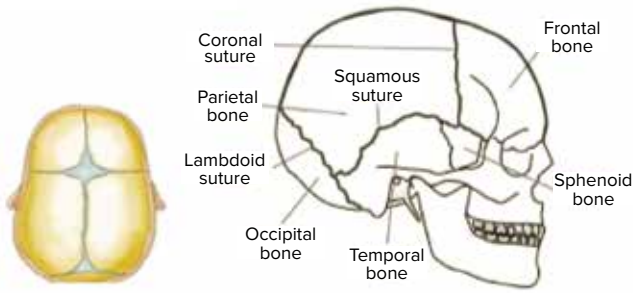 Coronal
suture
Frontal
bone
Squamous
suture
Parietal
bone
Lambdoid
suture
Sphenoid
bone
Occipital
bone
Temporal
bone